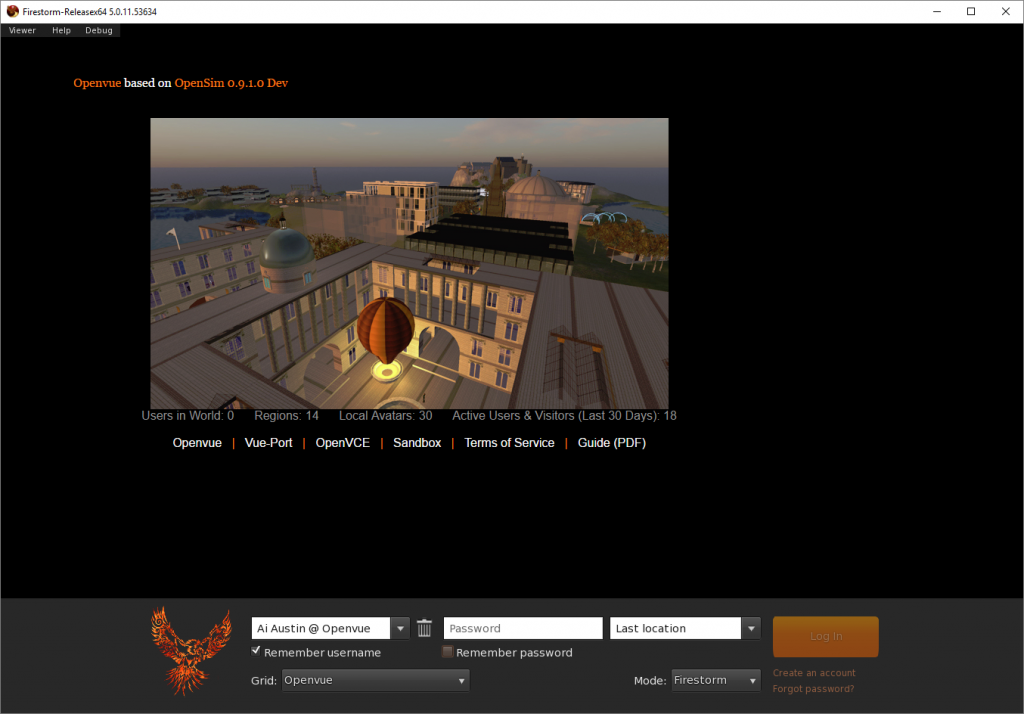 Firestorm-Releasex64 5.0.11.53634
Viewer Help Debug
Openvue based on OpenSim 0.9.1.0 Dev
Users in World: 0 Regions: 14 Local Avatars: 30 Active Users & Visitors (Last 30 Days): 18
Openvue | Vue-Port | OpenVCE | Sandbox | Terms of Service | Guide (PDF)
Ai Austin @ Openvue Password Last location Log In
Remember username Remember password
Create an account
Grid: Openvue Mode: Firestorm
Forgot password?